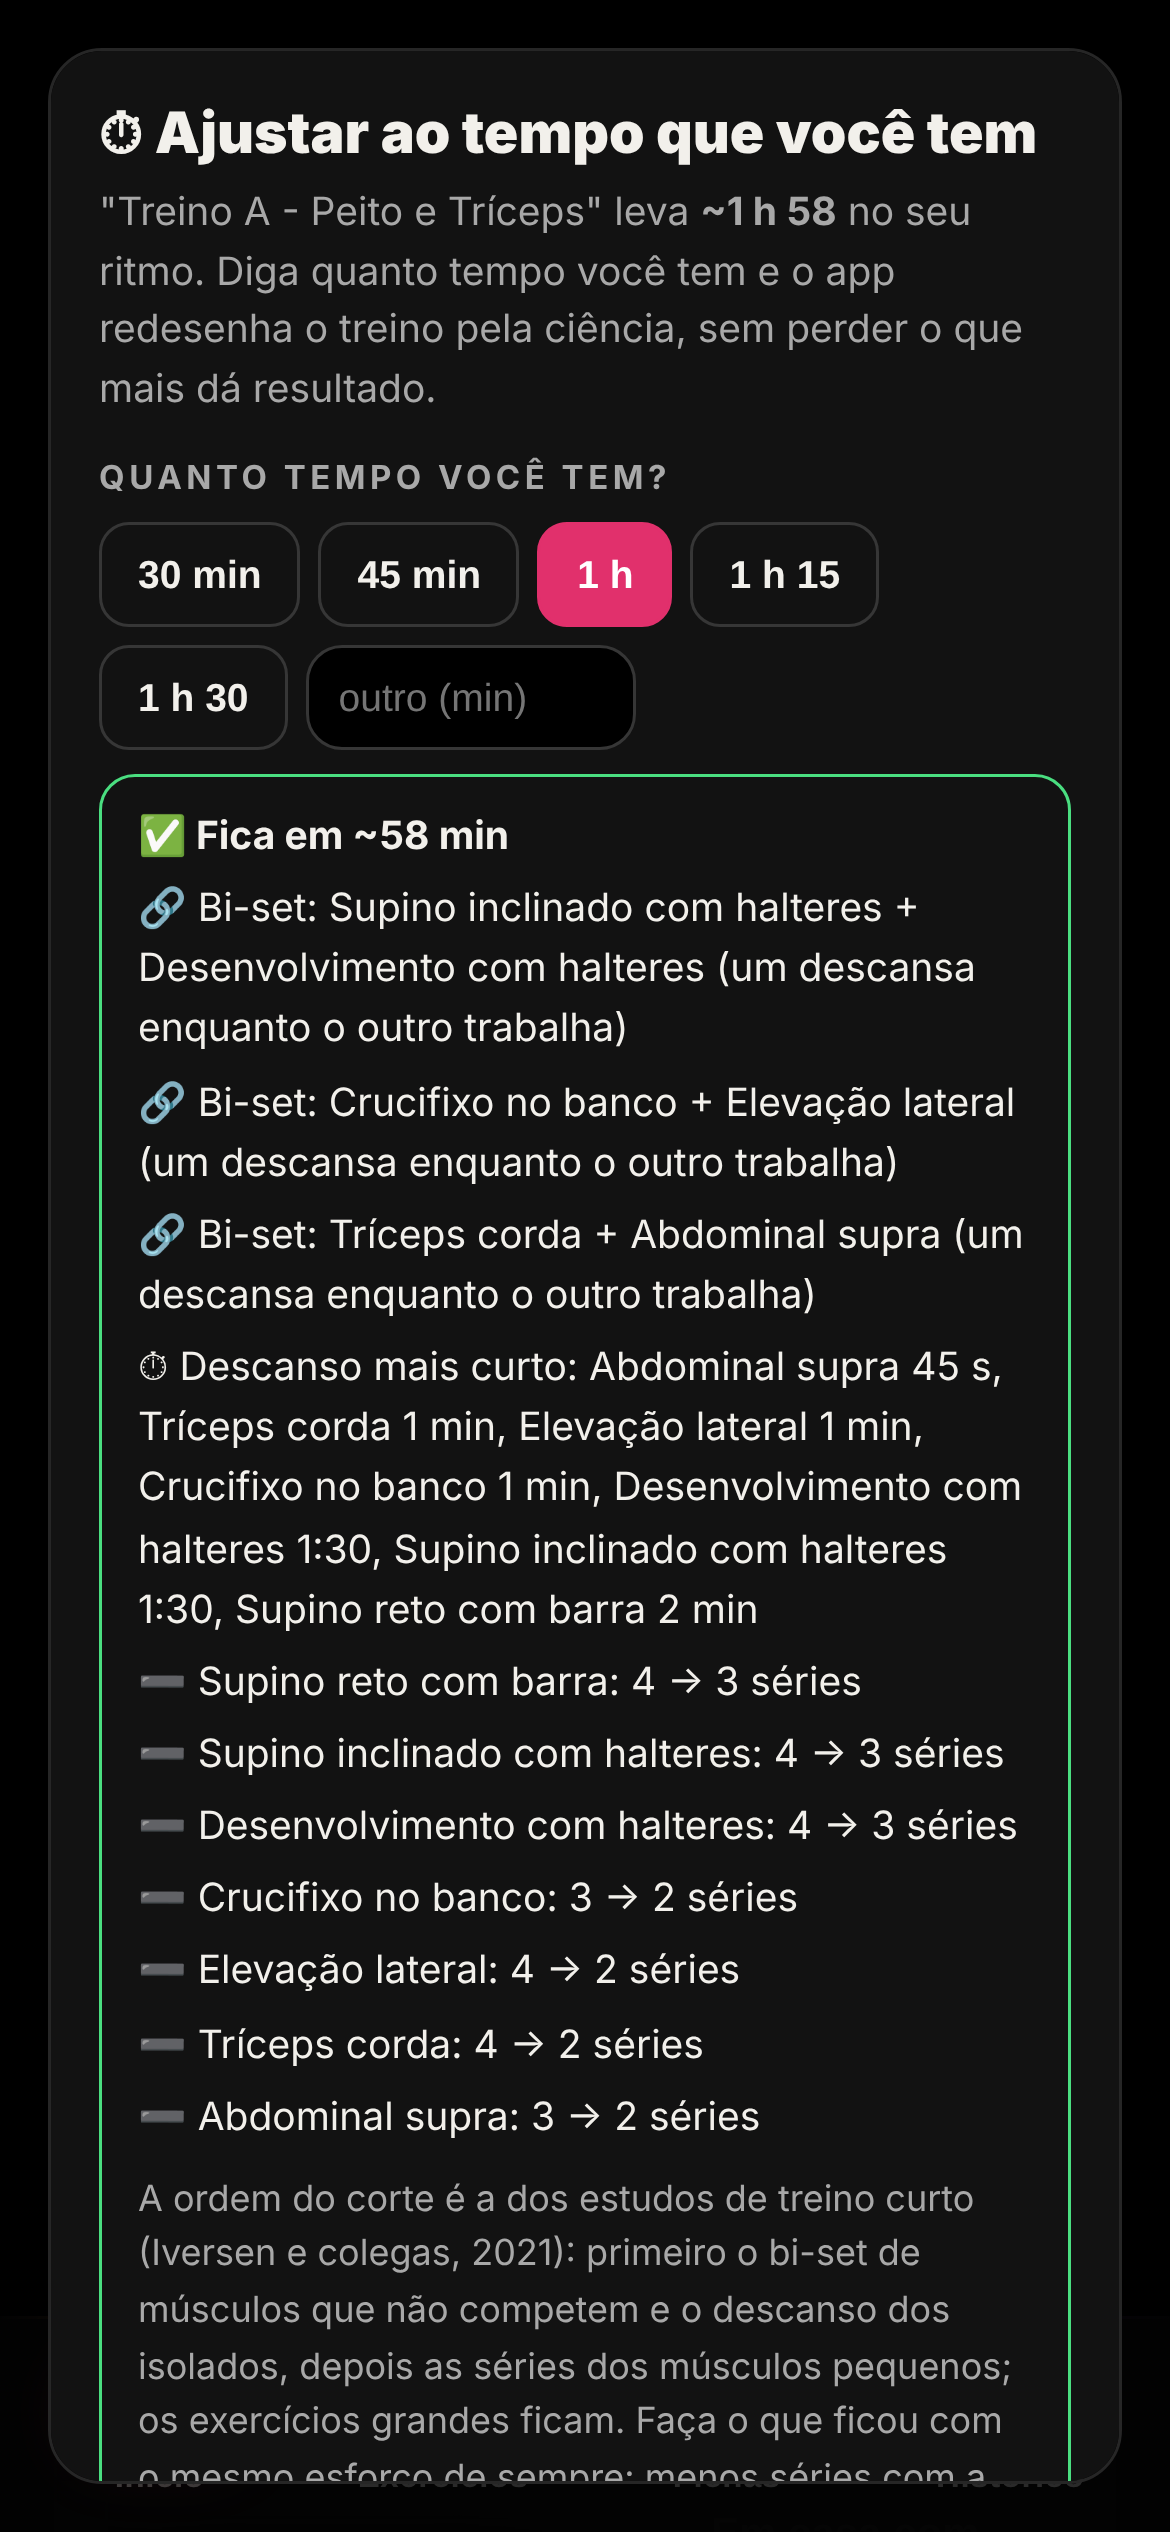 ⏱ Ajustar ao tempo que você tem
"Treino A - Peito e Tríceps" leva ~1 h 58 no seu
ritmo. Diga quanto tempo você tem e o app
redesenha o treino pela ciência, sem perder o que
mais dá resultado.
QUANTO TEMPO VOCÊ TEM?
30 min 45 min 1 h 1 h 15
1 h 30 outro (min)
✅ Fica em ~58 min
🔗 Bi-set: Supino inclinado com halteres +
Desenvolvimento com halteres (um descansa
enquanto o outro trabalha)
🔗 Bi-set: Crucifixo no banco + Elevação lateral
(um descansa enquanto o outro trabalha)
🔗 Bi-set: Tríceps corda + Abdominal supra (um
descansa enquanto o outro trabalha)
⏱ Descanso mais curto: Abdominal supra 45 s,
Tríceps corda 1 min, Elevação lateral 1 min,
Crucifixo no banco 1 min, Desenvolvimento com
halteres 1:30, Supino inclinado com halteres
1:30, Supino reto com barra 2 min
➖ Supino reto com barra: 4 → 3 séries
➖ Supino inclinado com halteres: 4 → 3 séries
➖ Desenvolvimento com halteres: 4 → 3 séries
➖ Crucifixo no banco: 3 → 2 séries
➖ Elevação lateral: 4 → 2 séries
➖ Tríceps corda: 4 → 2 séries
➖ Abdominal supra: 3 → 2 séries
A ordem do corte é a dos estudos de treino curto
(Iversen e colegas, 2021): primeiro o bi-set de
músculos que não competem e o descanso dos
isolados, depois as séries dos músculos pequenos;
os exercícios grandes ficam. Faça o que ficou com
o mesmo esforço de sempre: menos séries com a